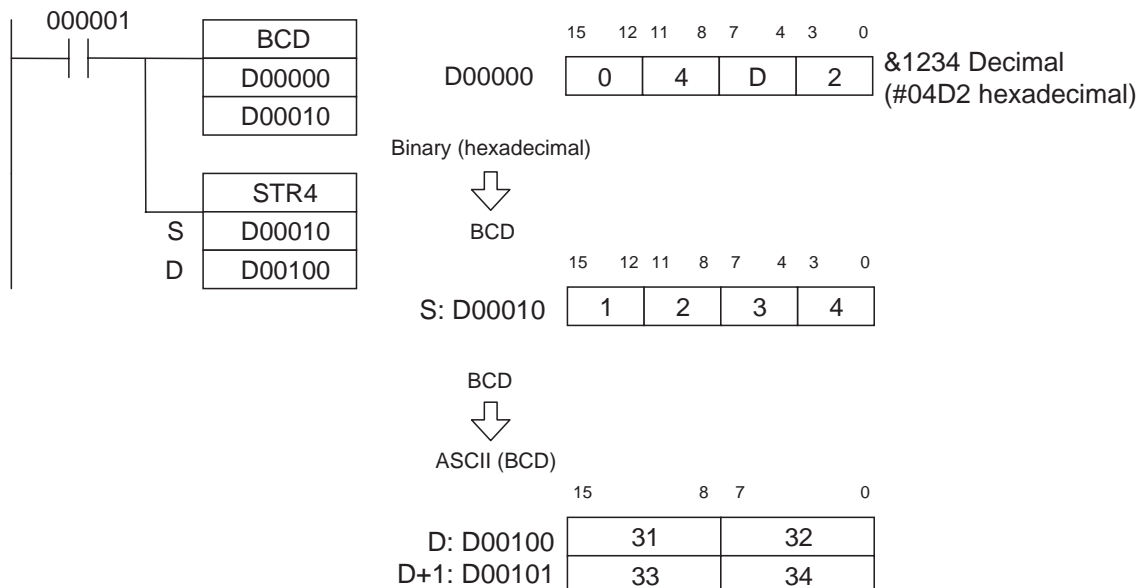 000001
BCD
D00000
D00010
STR4
S D00010
D D00100
15 12 11 8 7 4 3 0
D00000 0 4 D 2 &1234 Decimal
(#04D2 hexadecimal)
Binary (hexadecimal)
BCD
15 12 11 8 7 4 3 0
S: D00010 1 2 3 4
BCD
ASCII (BCD)
15 8 7 0
D: D00100 31 32
D+1: D00101 33 34